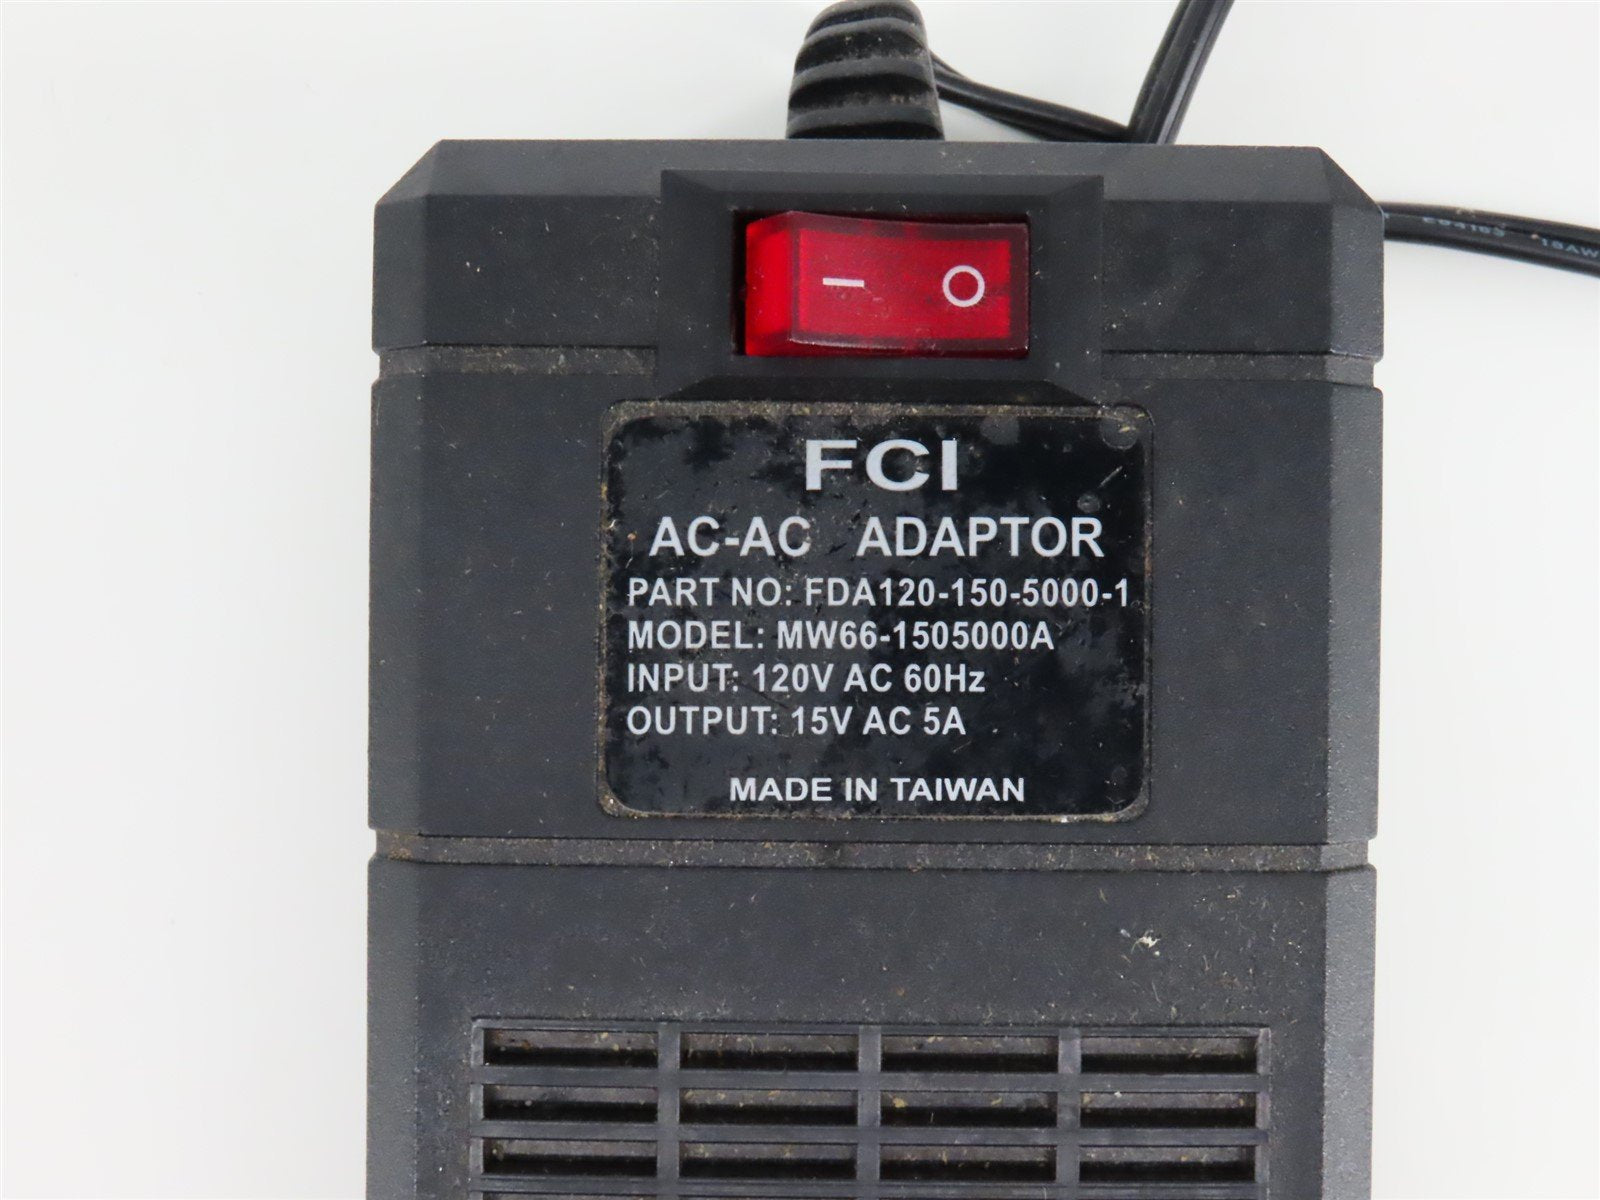 FCI
AC-AC ADAPTOR
PART NO: FDA120-150-5000-1
MODEL: MW66-1505000A
INPUT: 120V AC 60Hz
OUTPUT: 15V AC 5A
MADE IN TAIWAN